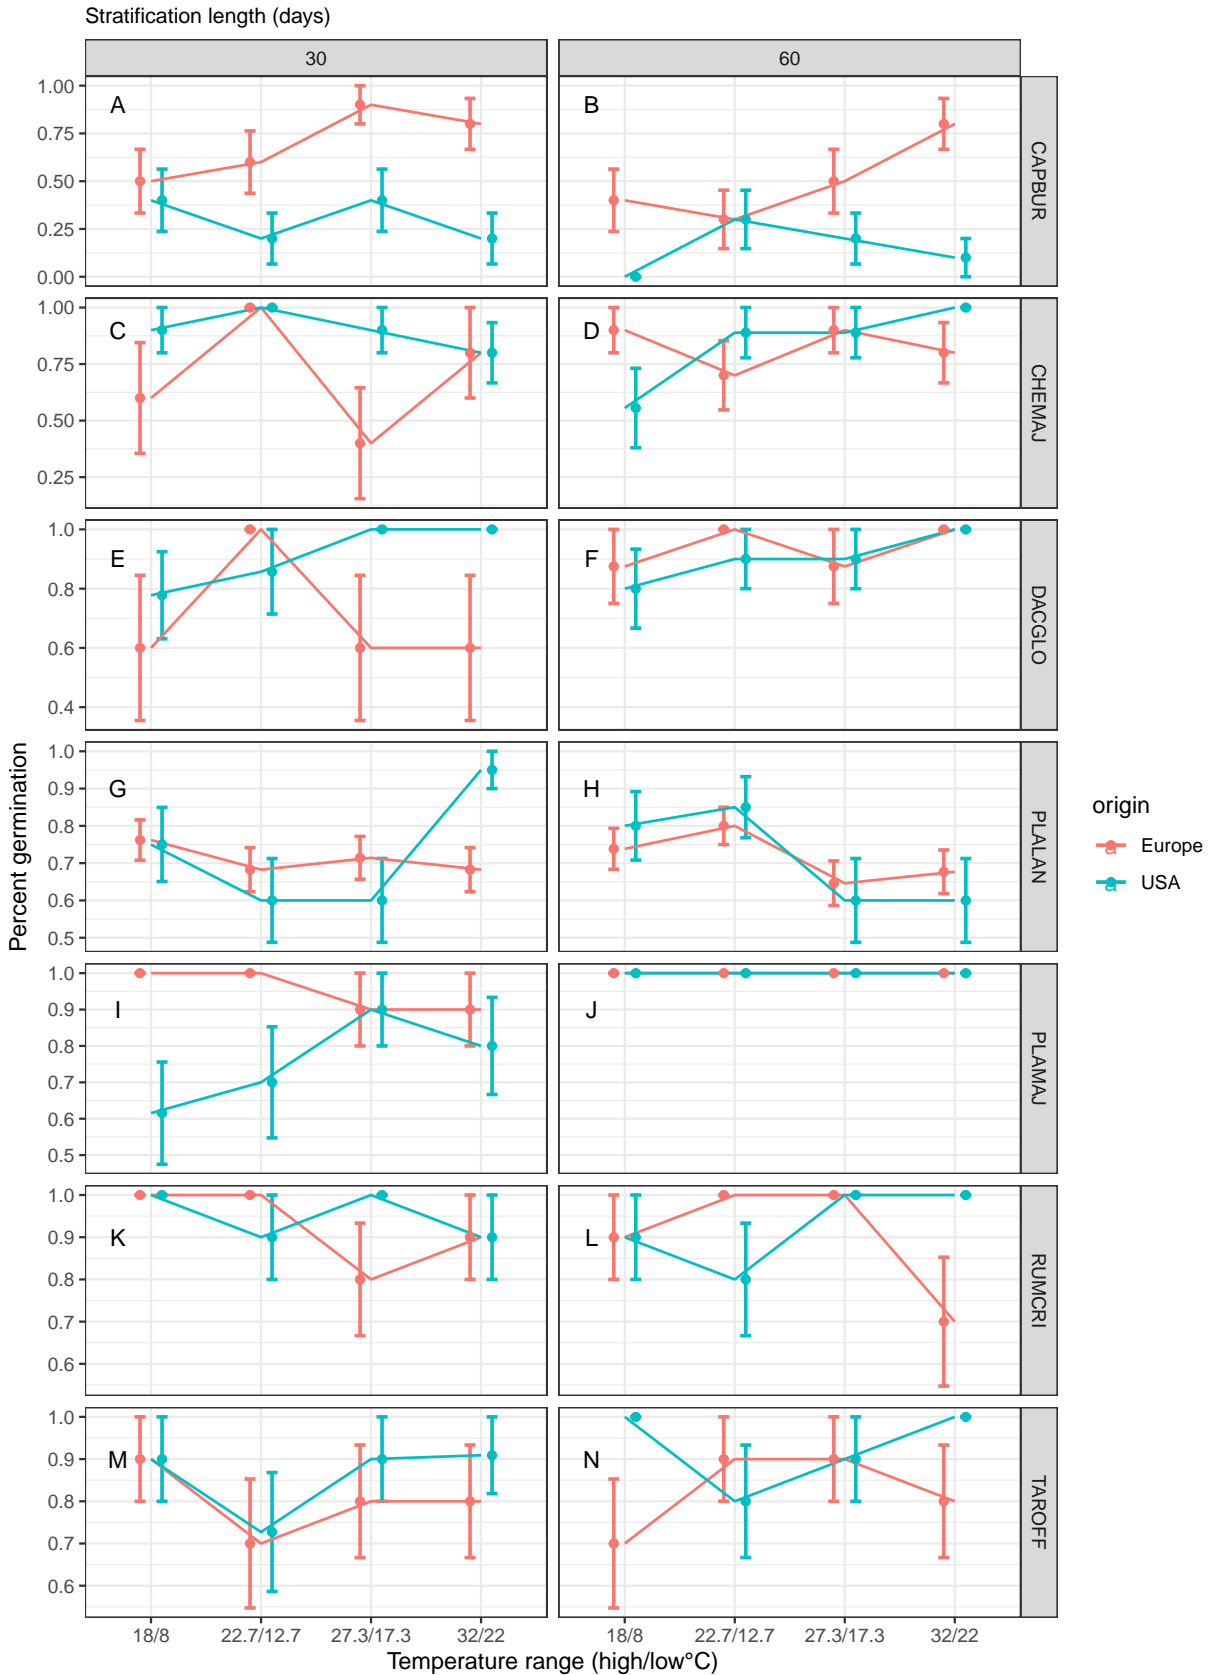 Stratification length (days)
30 60
A B
1.00
0.75
0.50
0.25
0.00
CAPBUR
C D
1.00
0.75
0.50
0.25
CHEMAJ
E F
1.0
0.8
0.6
0.4
DACGLO
G H
1.0
0.9
0.8
0.7
0.6
0.5
PLALAN
I J
1.0
0.9
0.8
0.7
0.6
0.5
PLAMAJ
K L
1.0
0.9
0.8
0.7
0.6
RUMCRI
M N
1.0
0.9
0.8
0.7
0.6
TAROFF
18/8 22.7/12.7 27.3/17.3 32/22 18/8 22.7/12.7 27.3/17.3 32/22
Temperature range (high/low°C)
Percent germination
origin
a Europe
a USA